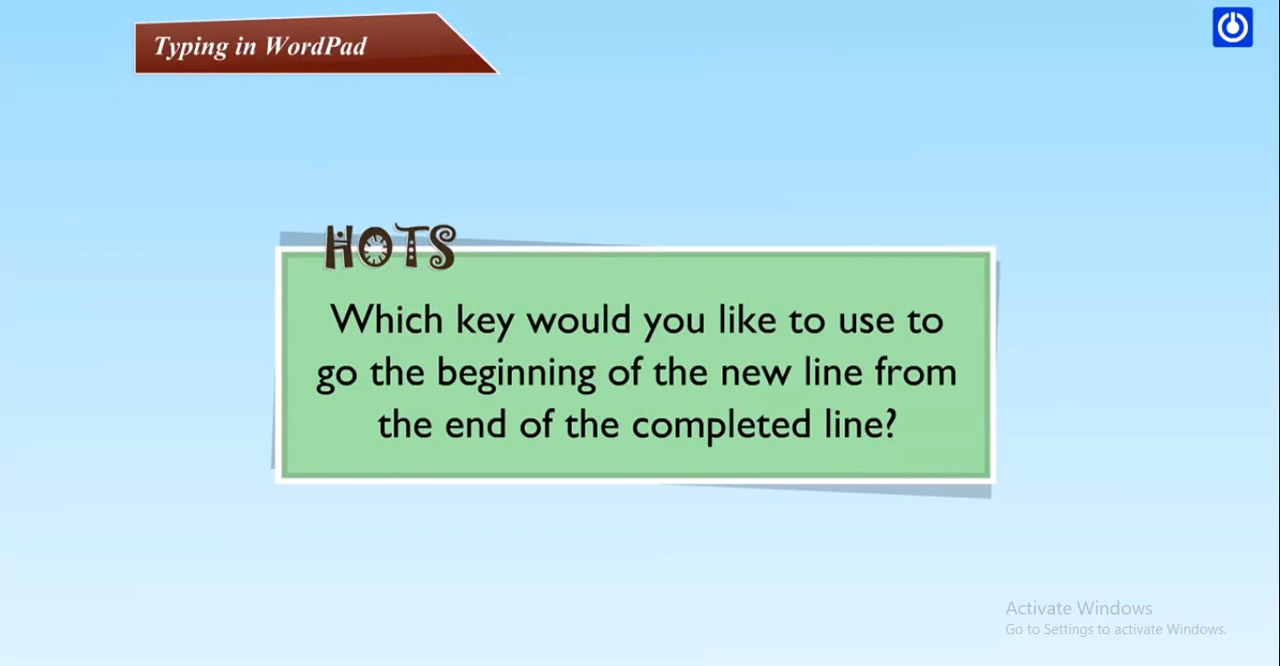 Typing in WordPad
HOTS
Which key would you like to use to
go the beginning of the new line from
the end of the completed line?
Activate Windows
Go to Settings to activate Windows.